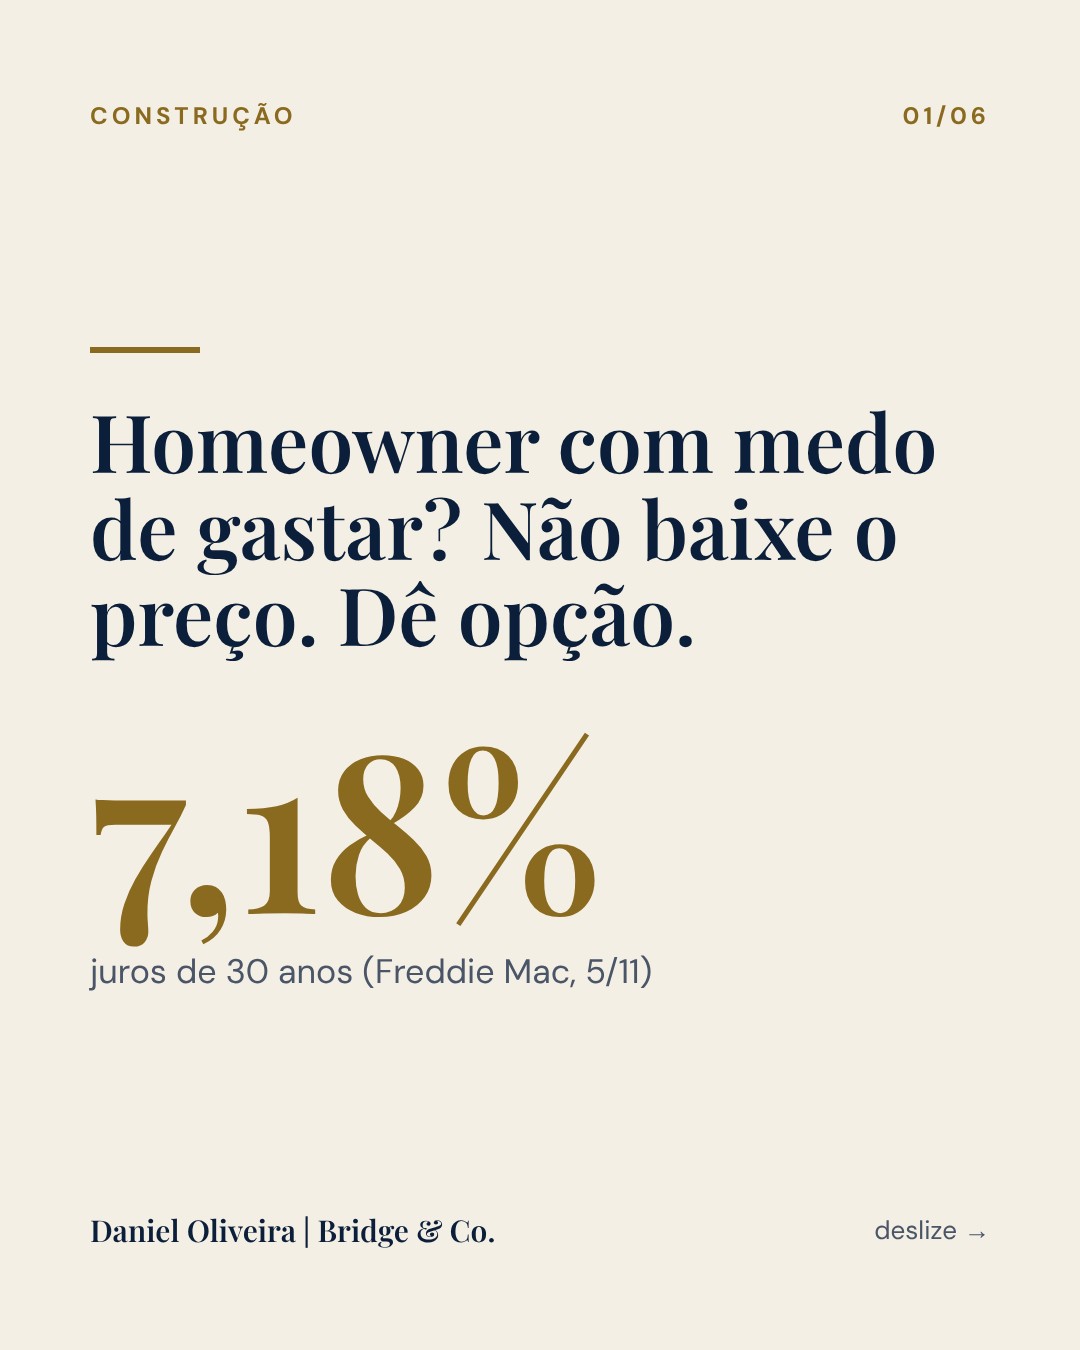 CONSTRUÇÃO
01/06
Homeowner com medo
de gastar? Não baixe o
preço. Dê opção.
7,18%
juros de 30 anos (Freddie Mac, 5/11)
Daniel Oliveira | Bridge & Co.
deslize →